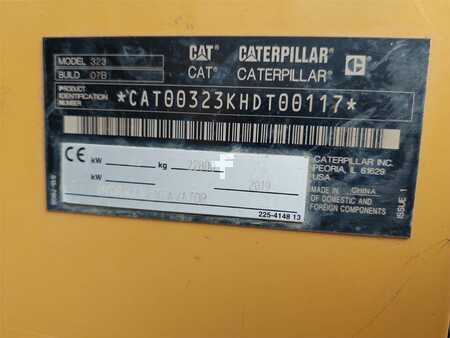 MODEL 323
BUILD 07B
CAT CATERPILLAR C
CAT CATERPILLAR
PRODUCT IDENTIFICATION NUMBER
*CAT00323KHDT00117*
CE
kW kg
kW 2019
225-4148 13
CATERPILLAR INC.
PEORIA, IL 61629
USA
MADE IN CHINA
OF DOMESTIC AND
FOREIGN COMPONENTS
ISSUE 1